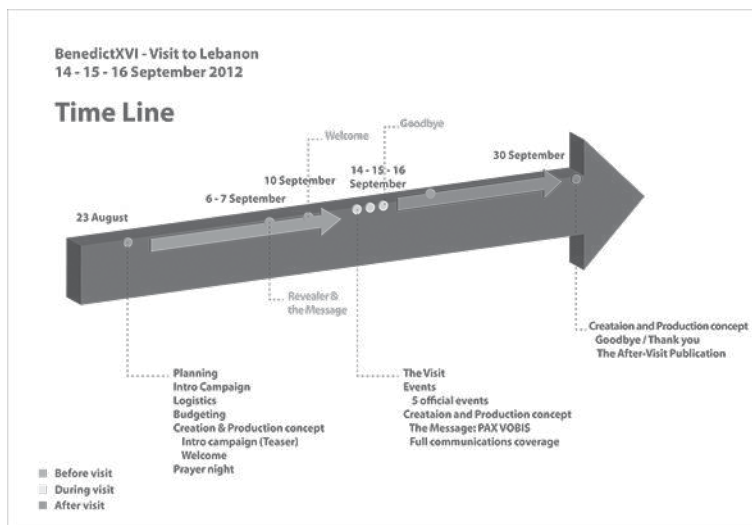 BenedictXVI - Visit to Lebanon
14 - 15 - 16 September 2012
Time Line
Goodbye
Welcome
30 September
14 - 15 - 16
September
10 September
6 - 7 September
23 August
Revealer &
the Message
Creataion and Production concept
Goodbye / Thank you
The After-Visit Publication
Planning
Intro Campaign
Logistics
Budgeting
Creation & Production concept
Intro campaign (Teaser)
Welcome
Prayer night
The Visit
Events
5 official events
Creataion and Production concept
The Message: PAX VOBIS
Full communications coverage
Before visit
During visit
After visit